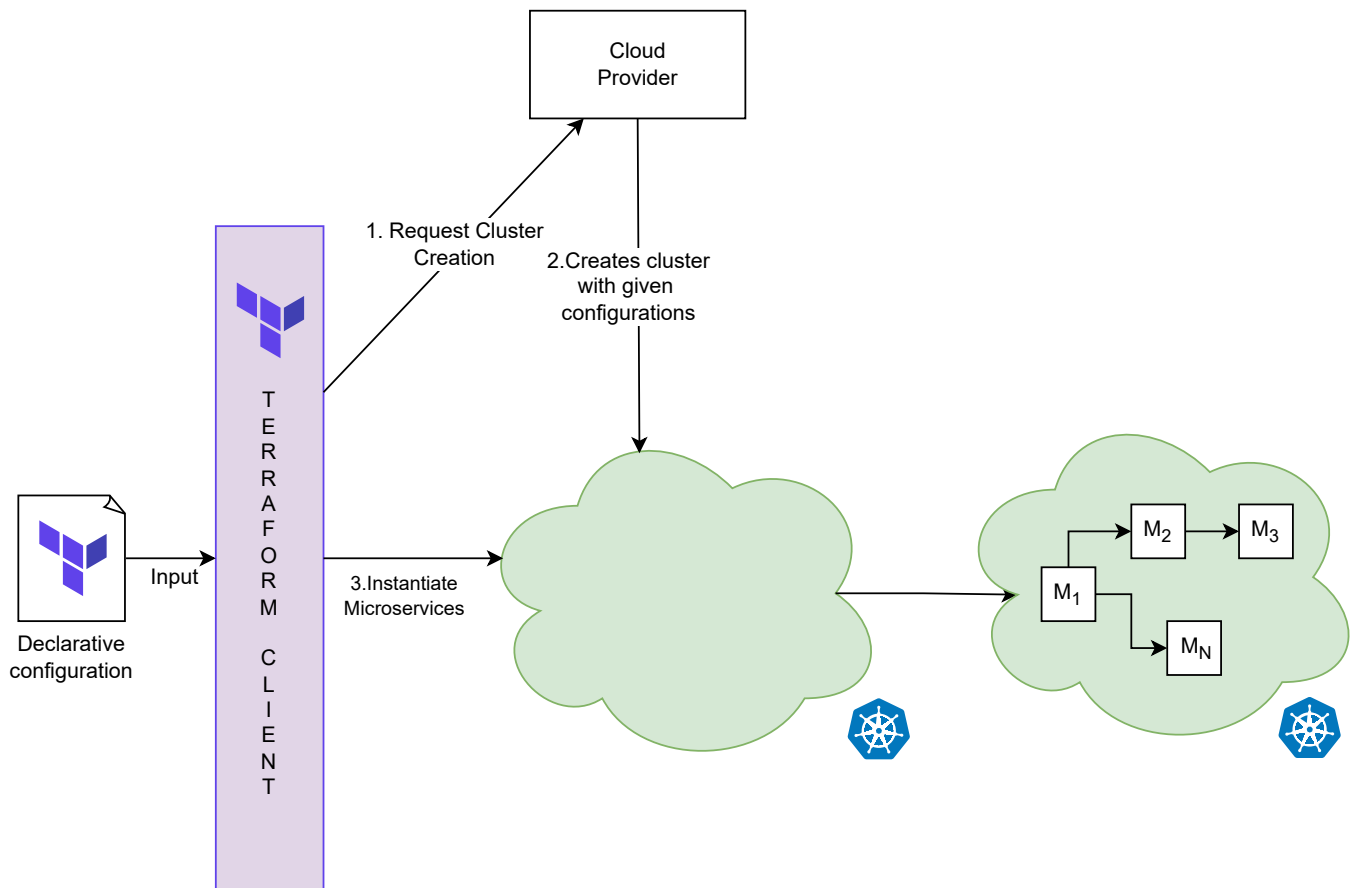 Cloud
Provider
1. Request Cluster
Creation
2.Creates cluster
with given
configurations
T
E
R
R
A
F
O
R
M
C
L
I
E
N
T
Input
Declarative
configuration
3.Instantiate
Microservices
M2
M3
M1
MN